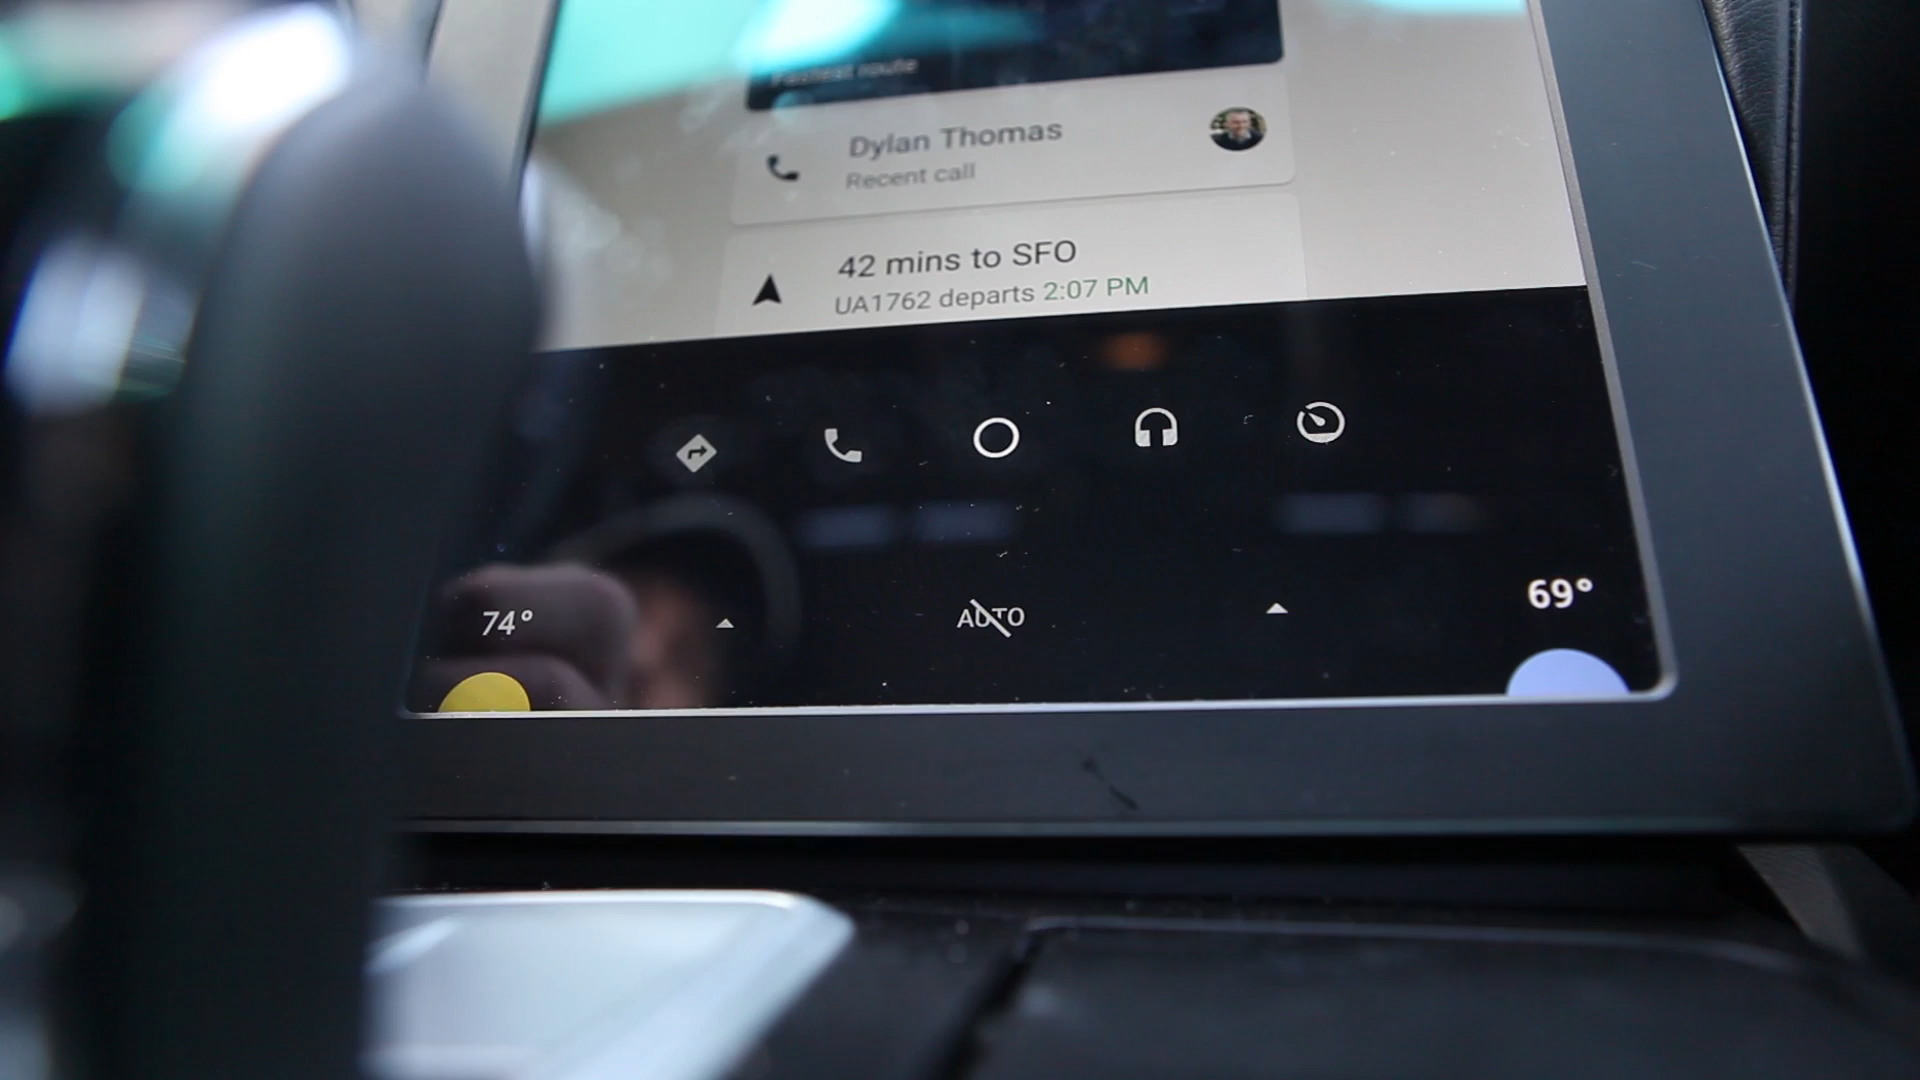 Fastest route
Dylan Thomas
Recent call
42 mins to SFO
UA1762 departs 2:07 PM
74°
AUTO
69°